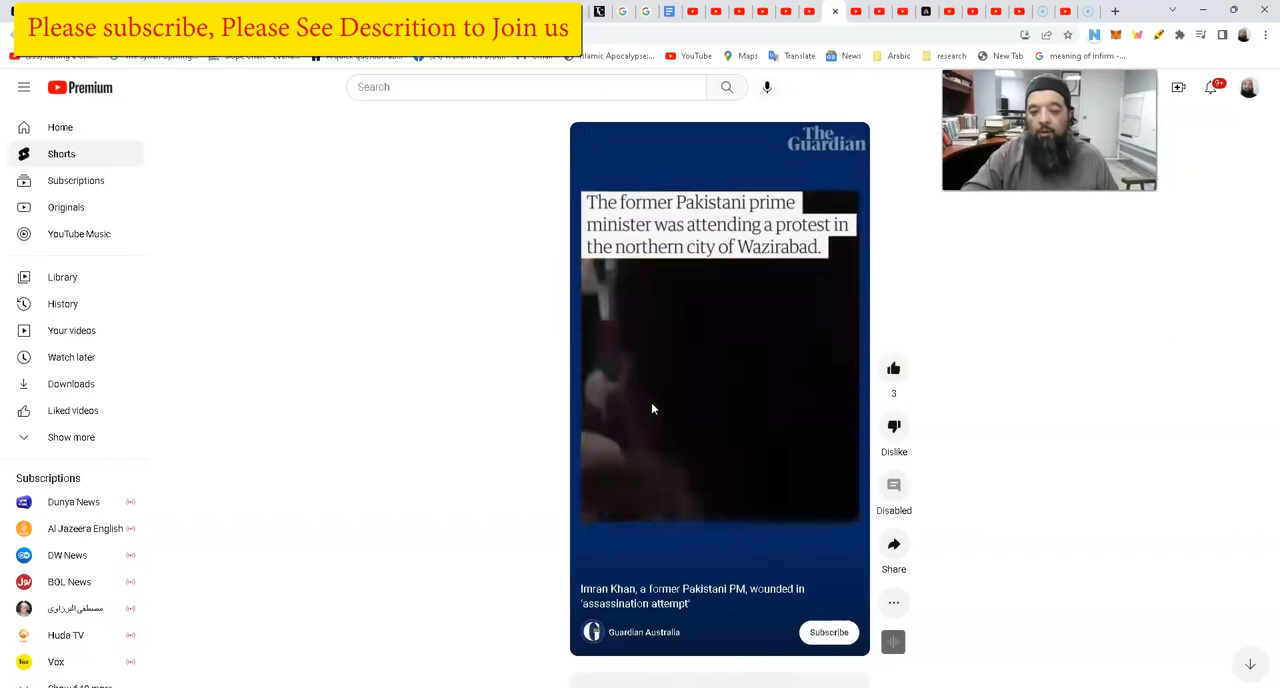 Please subscribe, Please See Descrition to Join us
YouTube
Maps
Translate
News
Arabic
research
New Tab
meaning of infirm -...
Premium
Search
9+
Home
Shorts
Subscriptions
Originals
YouTube Music
Library
History
Your videos
Watch later
Downloads
Liked videos
Show more
Subscriptions
Dunya News
Al Jazeera English
DW News
BOL News
Huda TV
Vox
The Guardian
The former Pakistani prime
minister was attending a protest in
the northern city of Wazirabad.
3
Dislike
Disabled
Share
Imran Khan, a former Pakistani PM, wounded in
‘assassination attempt’
Guardian Australia
Subscribe